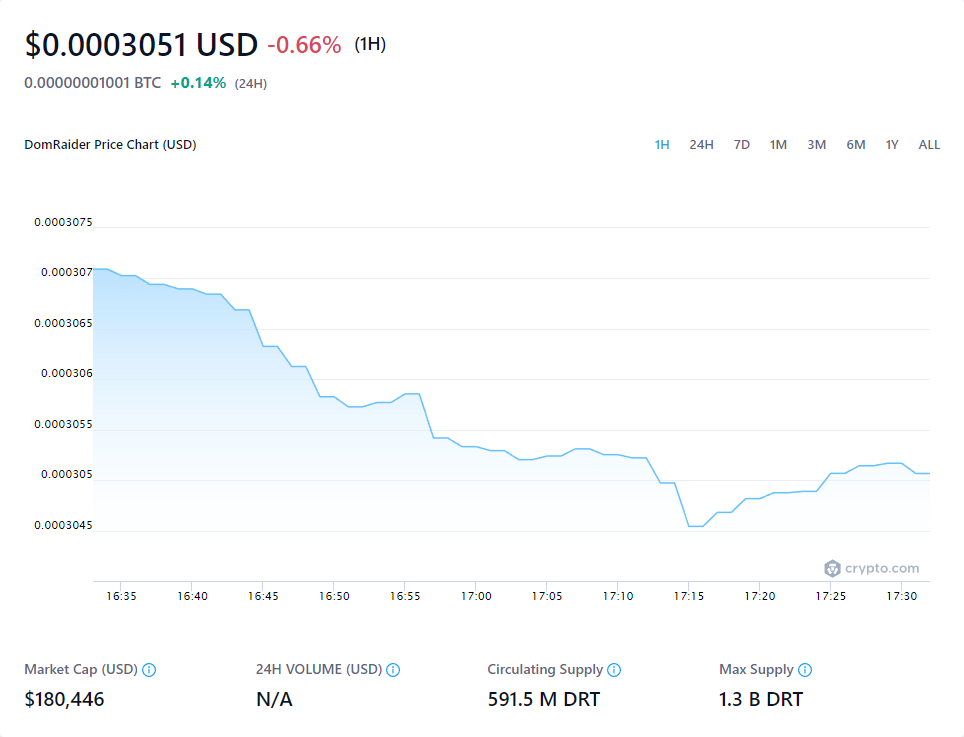 $0.0003051 USD -0.66% (1H)
0.00000001001 BTC +0.14% (24H)
DomRaider Price Chart (USD) 1H 24H 7D 1M 3M 6M 1Y ALL
0.0003075
0.000307
0.0003065
0.000306
0.0003055
0.000305
0.0003045
crypto.com
16:35 16:40 16:45 16:50 16:55 17:00 17:05 17:10 17:15 17:20 17:25 17:30
Market Cap (USD) 24H VOLUME (USD) Circulating Supply Max Supply
$180,446 N/A 591.5 M DRT 1.3 B DRT